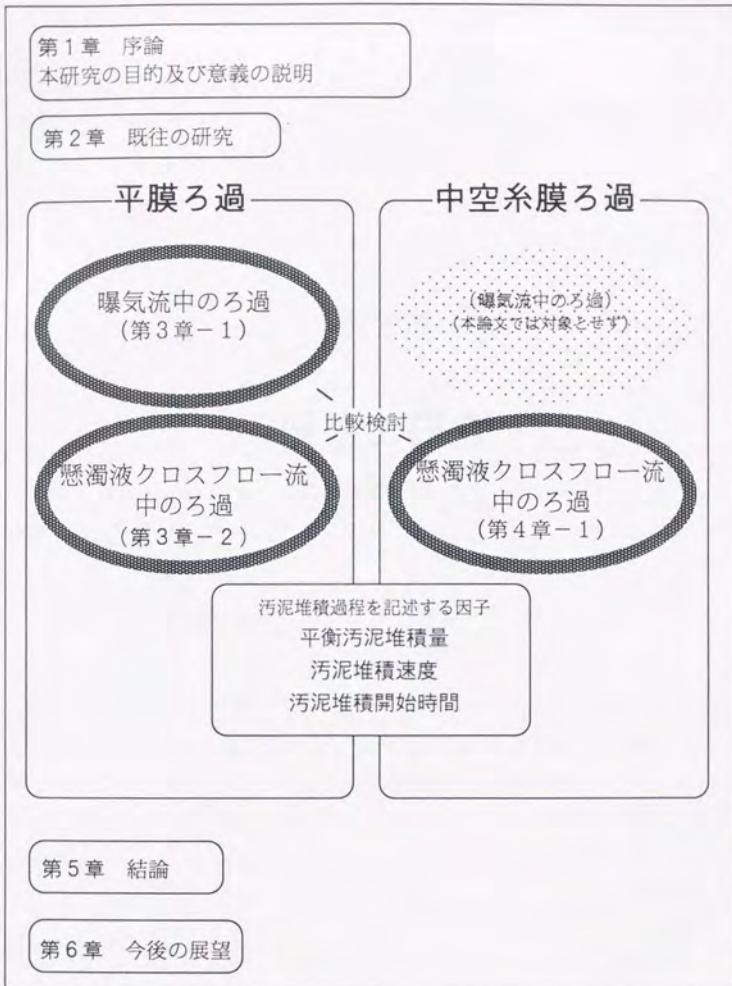 第1章 序論
本研究の目的及び意義の説明
第2章 既往の研究
平膜ろ過
曝気流中のろ過
(第3章-1)
懸濁液クロスフロー流
中のろ過
(第3章-2)
中空糸膜ろ過
(曝気流中のろ過)
(本論文では対象とせず)
比較検討
懸濁液クロスフロー流
中のろ過
(第4章-1)
汚泥堆積過程を記述する因子
平衡汚泥堆積量
汚泥堆積速度
汚泥堆積開始時間
第5章 結論
第6章 今後の展望